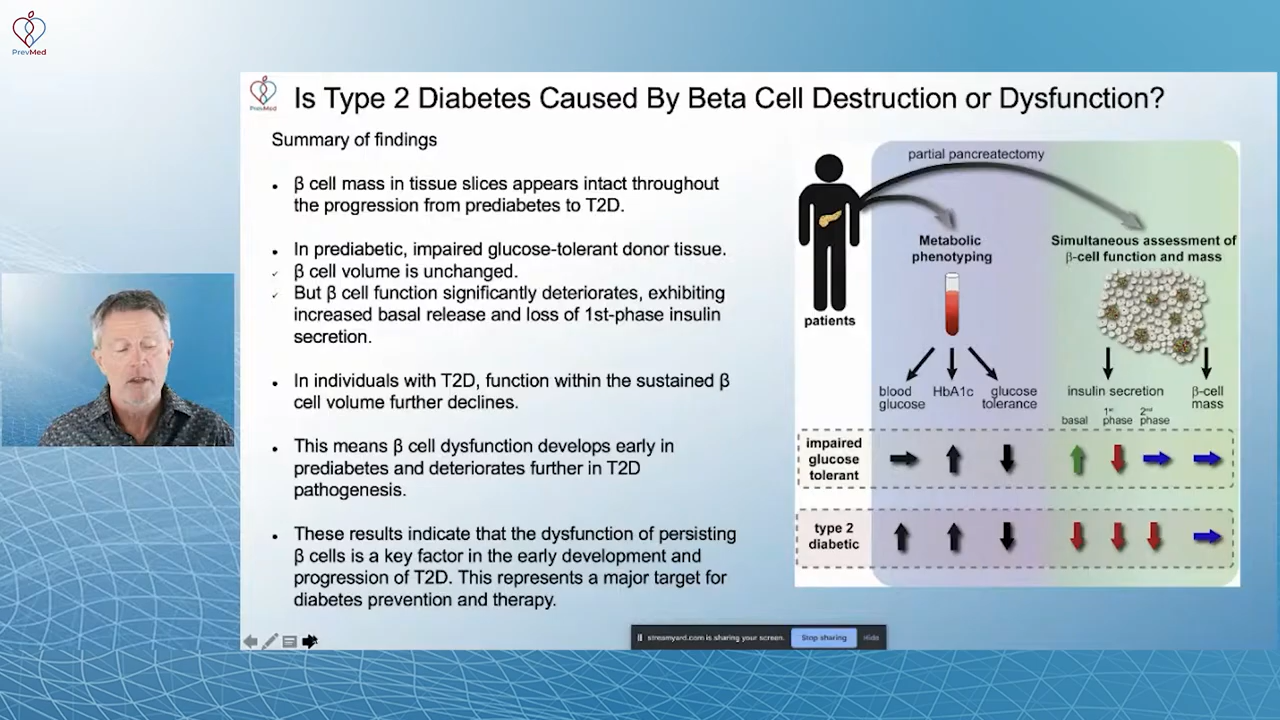 PrevMed
PrevMed
Is Type 2 Diabetes Caused By Beta Cell Destruction or Dysfunction?
Summary of findings
• β cell mass in tissue slices appears intact throughout
the progression from prediabetes to T2D.
• In prediabetic, impaired glucose-tolerant donor tissue.
✓ β cell volume is unchanged.
✓ But β cell function significantly deteriorates, exhibiting
increased basal release and loss of 1st-phase insulin
secretion.
• In individuals with T2D, function within the sustained β
cell volume further declines.
• This means β cell dysfunction develops early in
prediabetes and deteriorates further in T2D
pathogenesis.
• These results indicate that the dysfunction of persisting
β cells is a key factor in the early development and
progression of T2D. This represents a major target for
diabetes prevention and therapy.
partial pancreatectomy
patients
Metabolic
phenotyping
Simultaneous assessment of
β-cell function and mass
blood
glucose
HbA1c
glucose
tolerance
insulin secretion
β-cell
mass
basal
1st
phase
2nd
phase
impaired
glucose
tolerant
type 2
diabetic
streamyard.com is sharing your screen.
Stop sharing
Hide